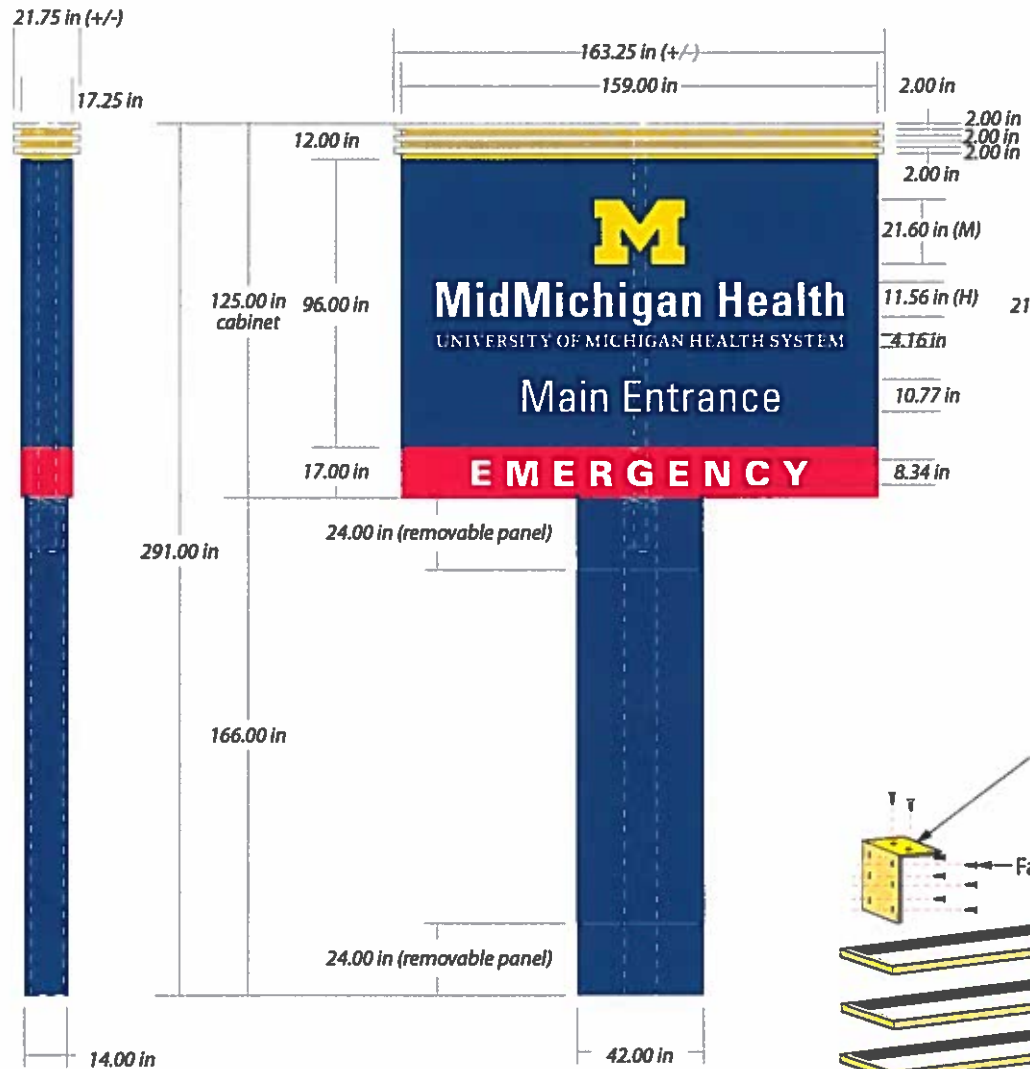 21.75 in (+/-)
17.25 in
163.25 in (+/-)
159.00 in
2.00 in
12.00 in
2.00 in
2.00 in
2.00 in
2.00 in
M
21.60 in (M)
125.00 in
cabinet
96.00 in
MidMichigan Health
11.56 in (H)
21
UNIVERSITY OF MICHIGAN HEALTH SYSTEM
4.16 in
Main Entrance
10.77 in
17.00 in
EMERGENCY
8.34 in
24.00 in (removable panel)
291.00 in
166.00 in
Fa
24.00 in (removable panel)
14.00 in
42.00 in